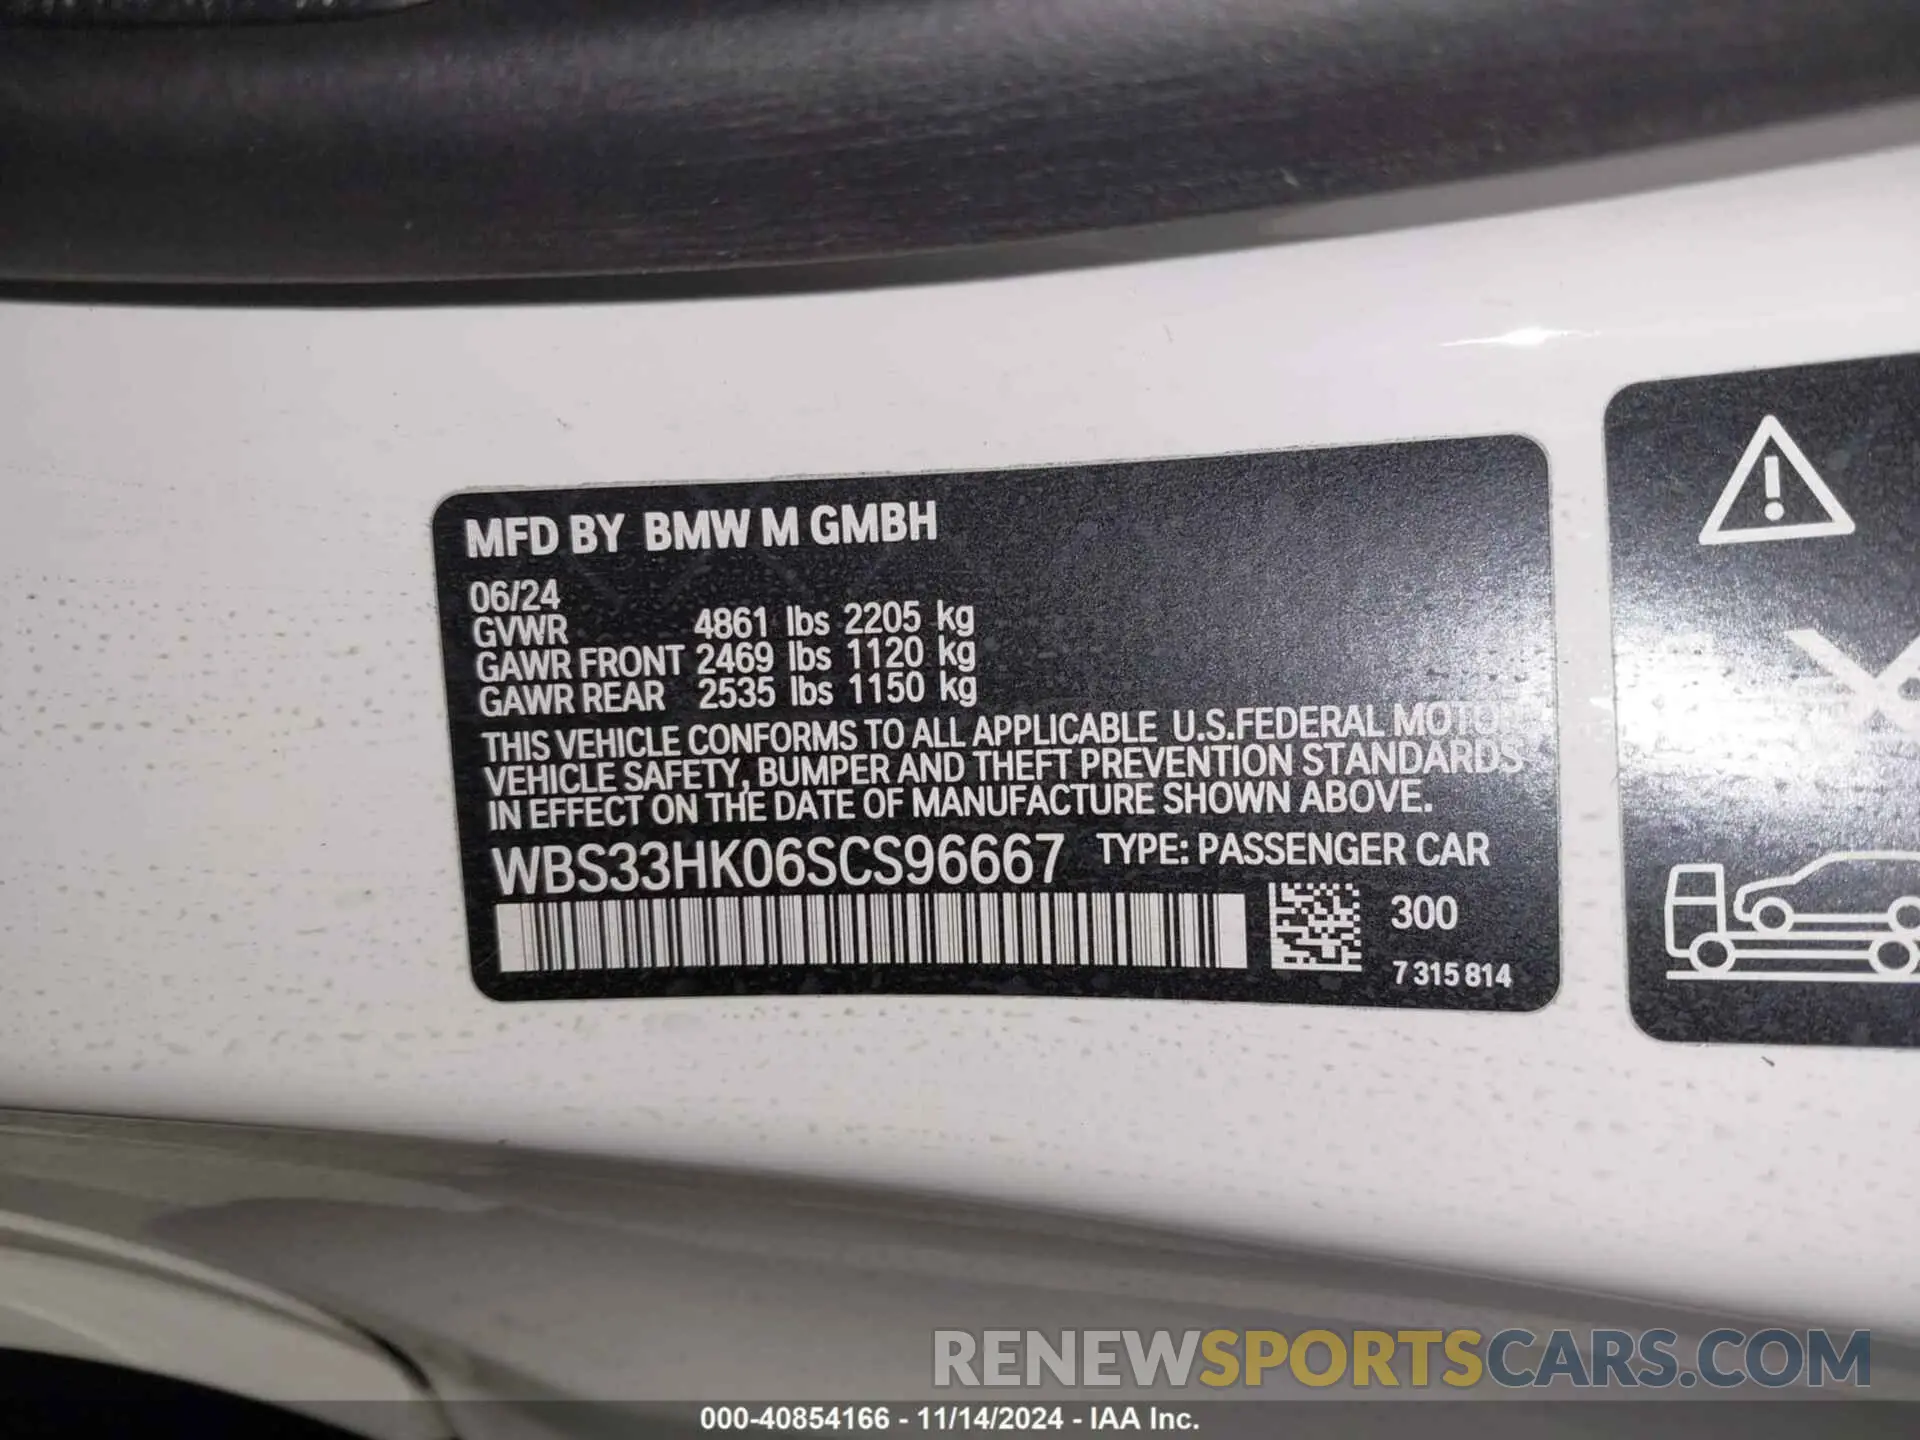 MFD BY BMW M GMBH
06/24
GVWR 4861 lbs 2205 kg
GAWR FRONT 2469 lbs 1120 kg
GAWR REAR 2535 lbs 1150 kg
THIS VEHICLE CONFORMS TO ALL APPLICABLE U.S.FEDERAL MOTOR
VEHICLE SAFETY, BUMPER AND THEFT PREVENTION STANDARDS
IN EFFECT ON THE DATE OF MANUFACTURE SHOWN ABOVE.
WBS33HK06SCS96667 TYPE: PASSENGER CAR
300
7 315 814
RENEWSPORTSCARS.COM
000-40854166 - 11/14/2024 - IAA Inc.